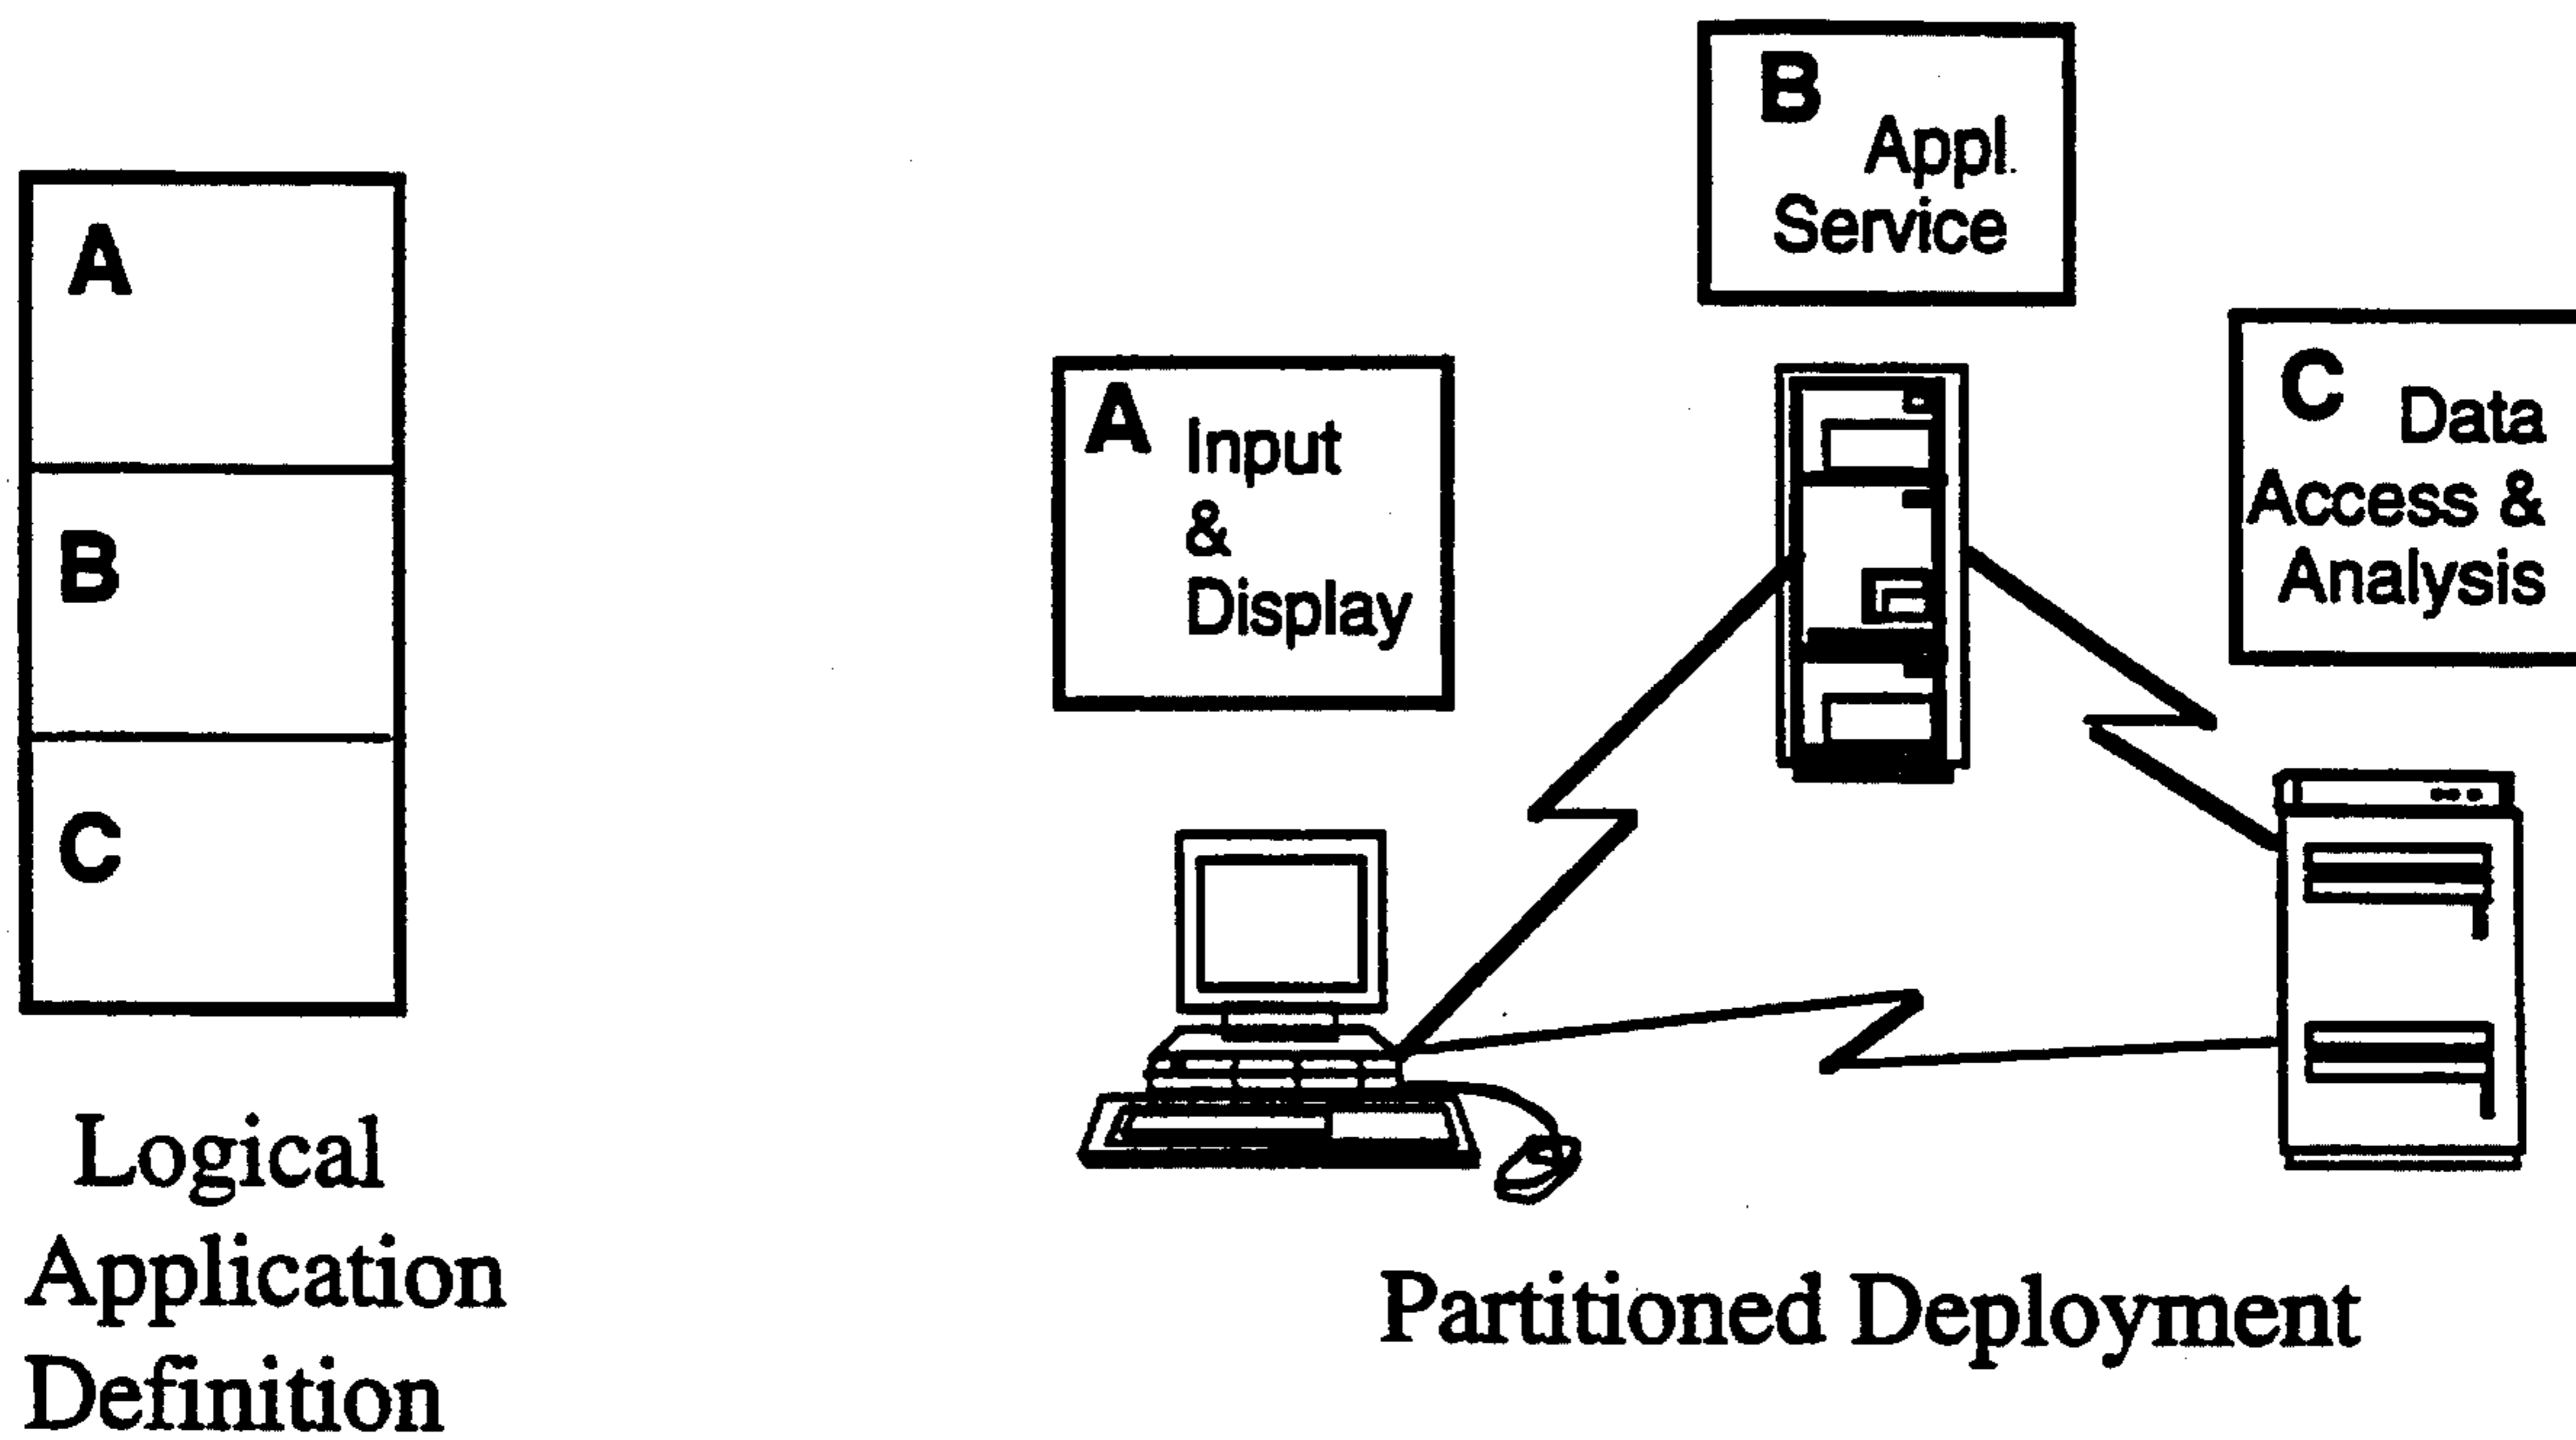 A
B
C
Logical
Application
Definition
A Input
&
Display
B Appl.
Service
C Data
Access &
Analysis
Partitioned Deployment